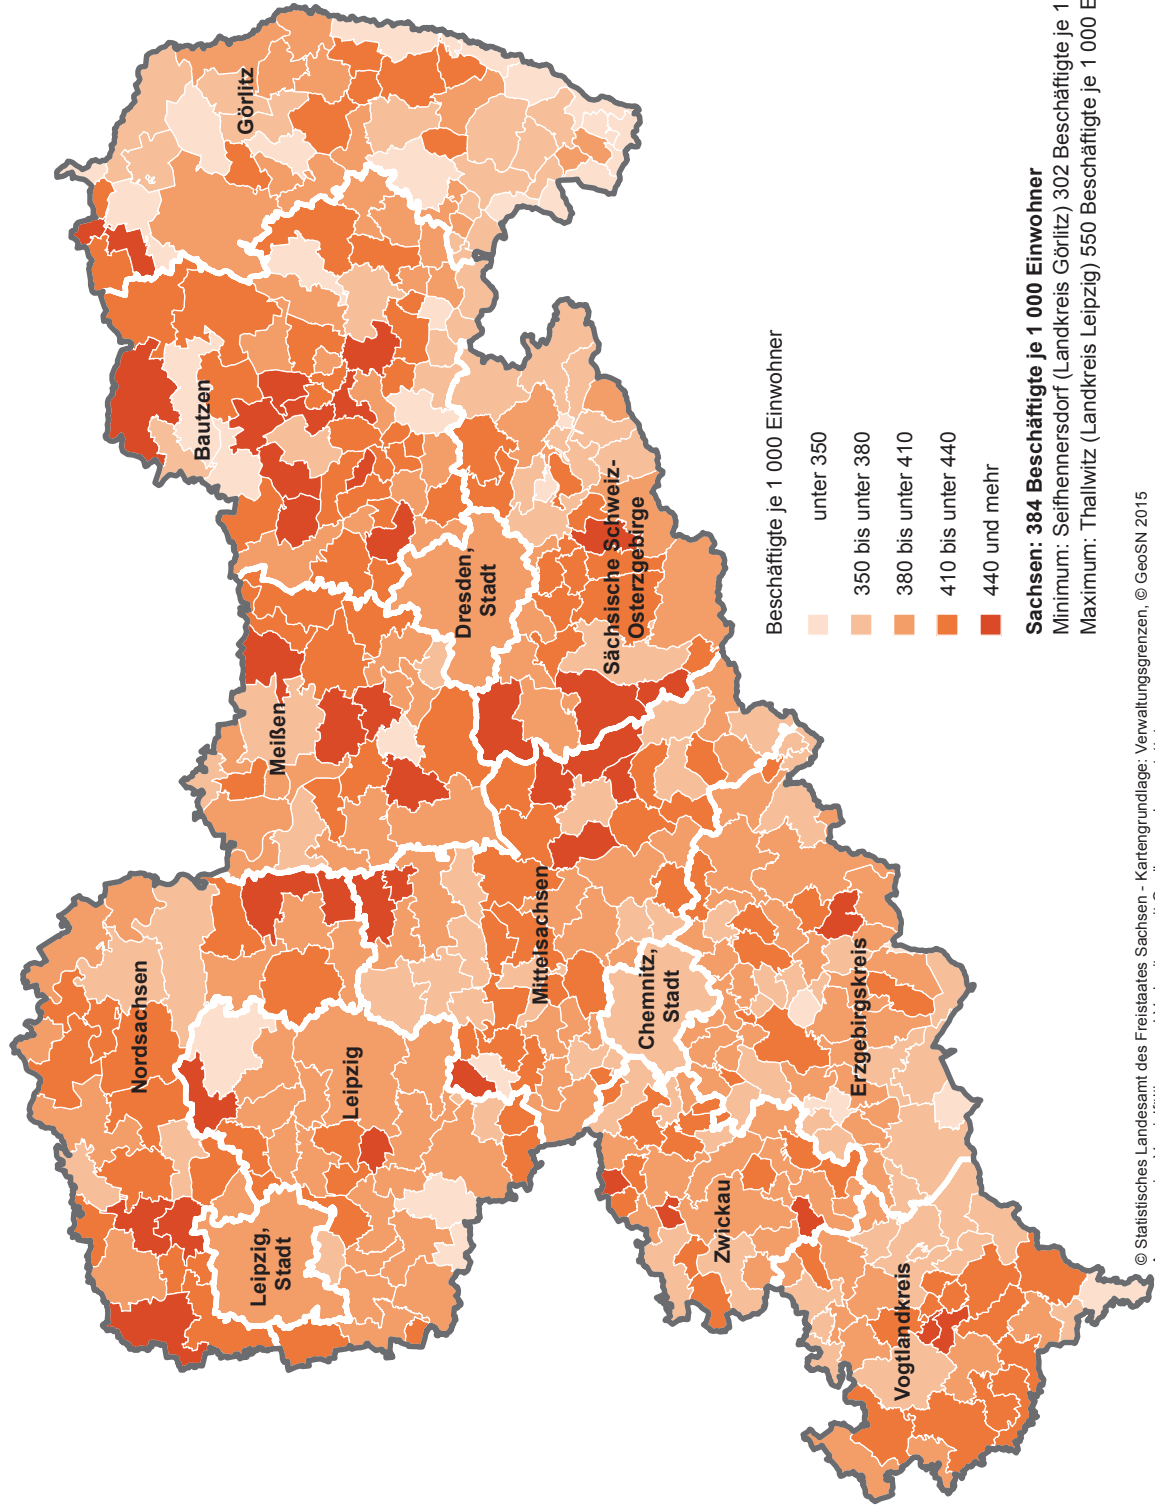 Görlitz
Bautzen
Nordsachsen
Meißen
Leipzig,
Stadt
Leipzig
Dresden,
Stadt
Mittelsachsen
Sächsische Schweiz-
Osterzgebirge
Chemnitz,
Stadt
Zwickau
Erzgebirgskreis
Vogtlandkreis
Beschäftigte je 1 000 Einwohner
unter 350
350 bis unter 380
380 bis unter 410
410 bis unter 440
440 und mehr
Sachsen: 384 Beschäftigte je 1 000 Einwohner
Minimum: Seifhennersdorf (Landkreis Görlitz) 302 Beschäftigte je 1
Maximum: Thallwitz (Landkreis Leipzig) 550 Beschäftigte je 1 000 E
© Statistisches Landesamt des Freistaates Sachsen - Kartengrundlage: Verwaltungsgrenzen, © GeoSN 2015